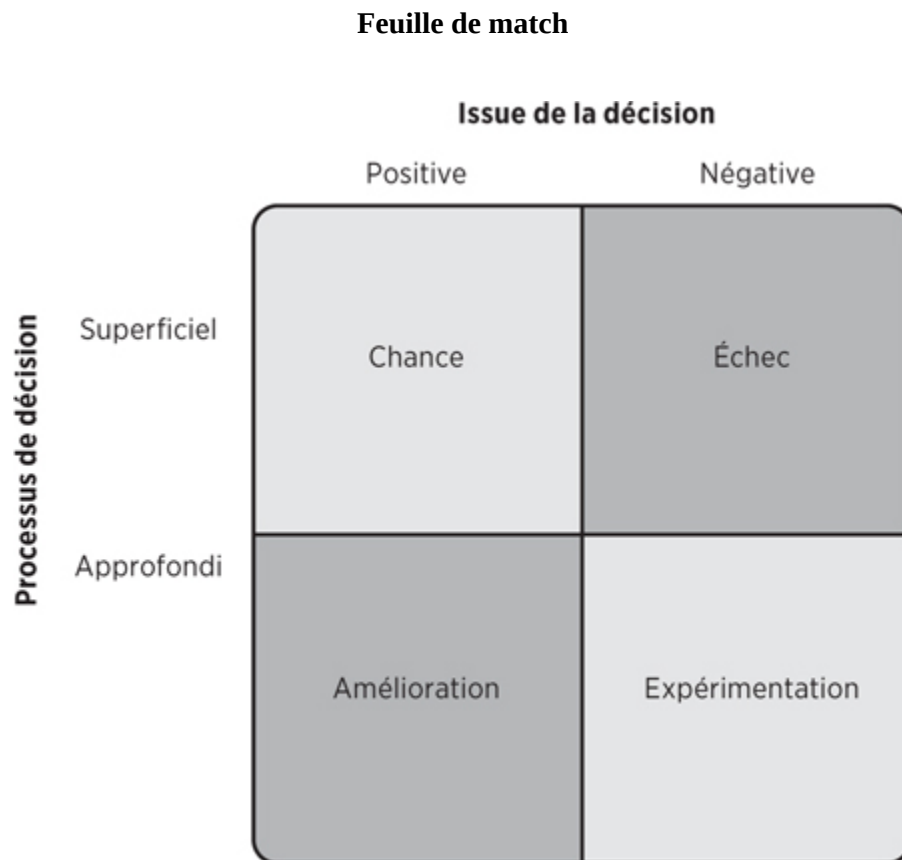 Feuille de match
Issue de la décision
Positive
Négative
Processus de décision
Superficiel
Chance
Échec
Approfondi
Amélioration
Expérimentation